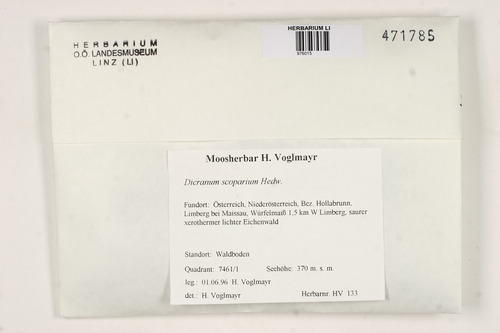 HERBARIUM
O.Ö. LANDESMUSEUM
LINZ (LI)
HERBARIUM LI
976015
471785
Moosherbar H. Voglmayr
Dicranum scoparium Hedw.
Fundort: Österreich, Niederösterreich, Bez. Hollabrunn,
Limberg bei Maissau, Würfelmaß 1,5 km W Limberg, saurer
xerothermer lichter Eichenwald
Standort: Waldboden
Quadrant: 7461/1 Seehöhe: 370 m. s. m.
leg.: 01.06.96 H. Voglmayr
det.: H. Voglmayr Herbarnr. HV 133